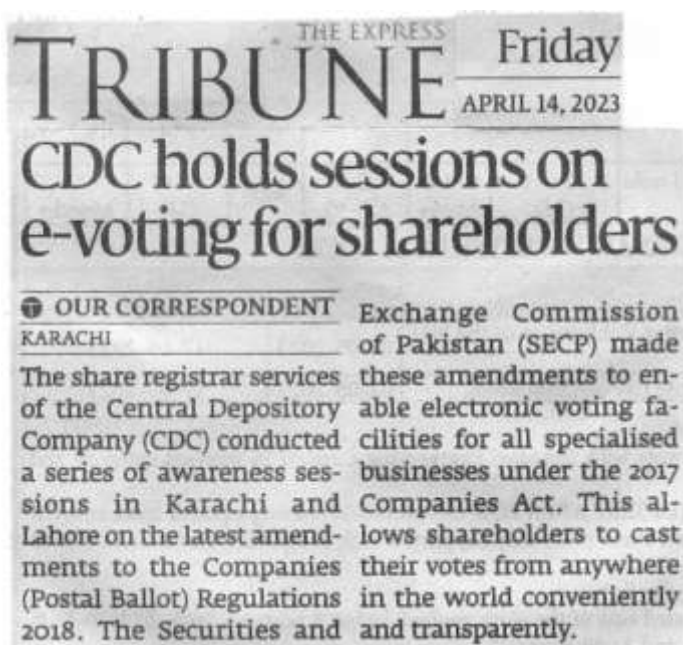 THE EXPRESS
TRIBUNE
Friday
APRIL 14, 2023
CDC holds sessions on
e-voting for shareholders
OUR CORRESPONDENT
KARACHI
The share registrar services
of the Central Depository
Company (CDC) conducted
a series of awareness ses-
sions in Karachi and
Lahore on the latest amend-
ments to the Companies
(Postal Ballot) Regulations
2018. The Securities and
Exchange Commission
of Pakistan (SECP) made
these amendments to en-
able electronic voting fa-
cilities for all specialised
businesses under the 2017
Companies Act. This al-
lows shareholders to cast
their votes from anywhere
in the world conveniently
and transparently.